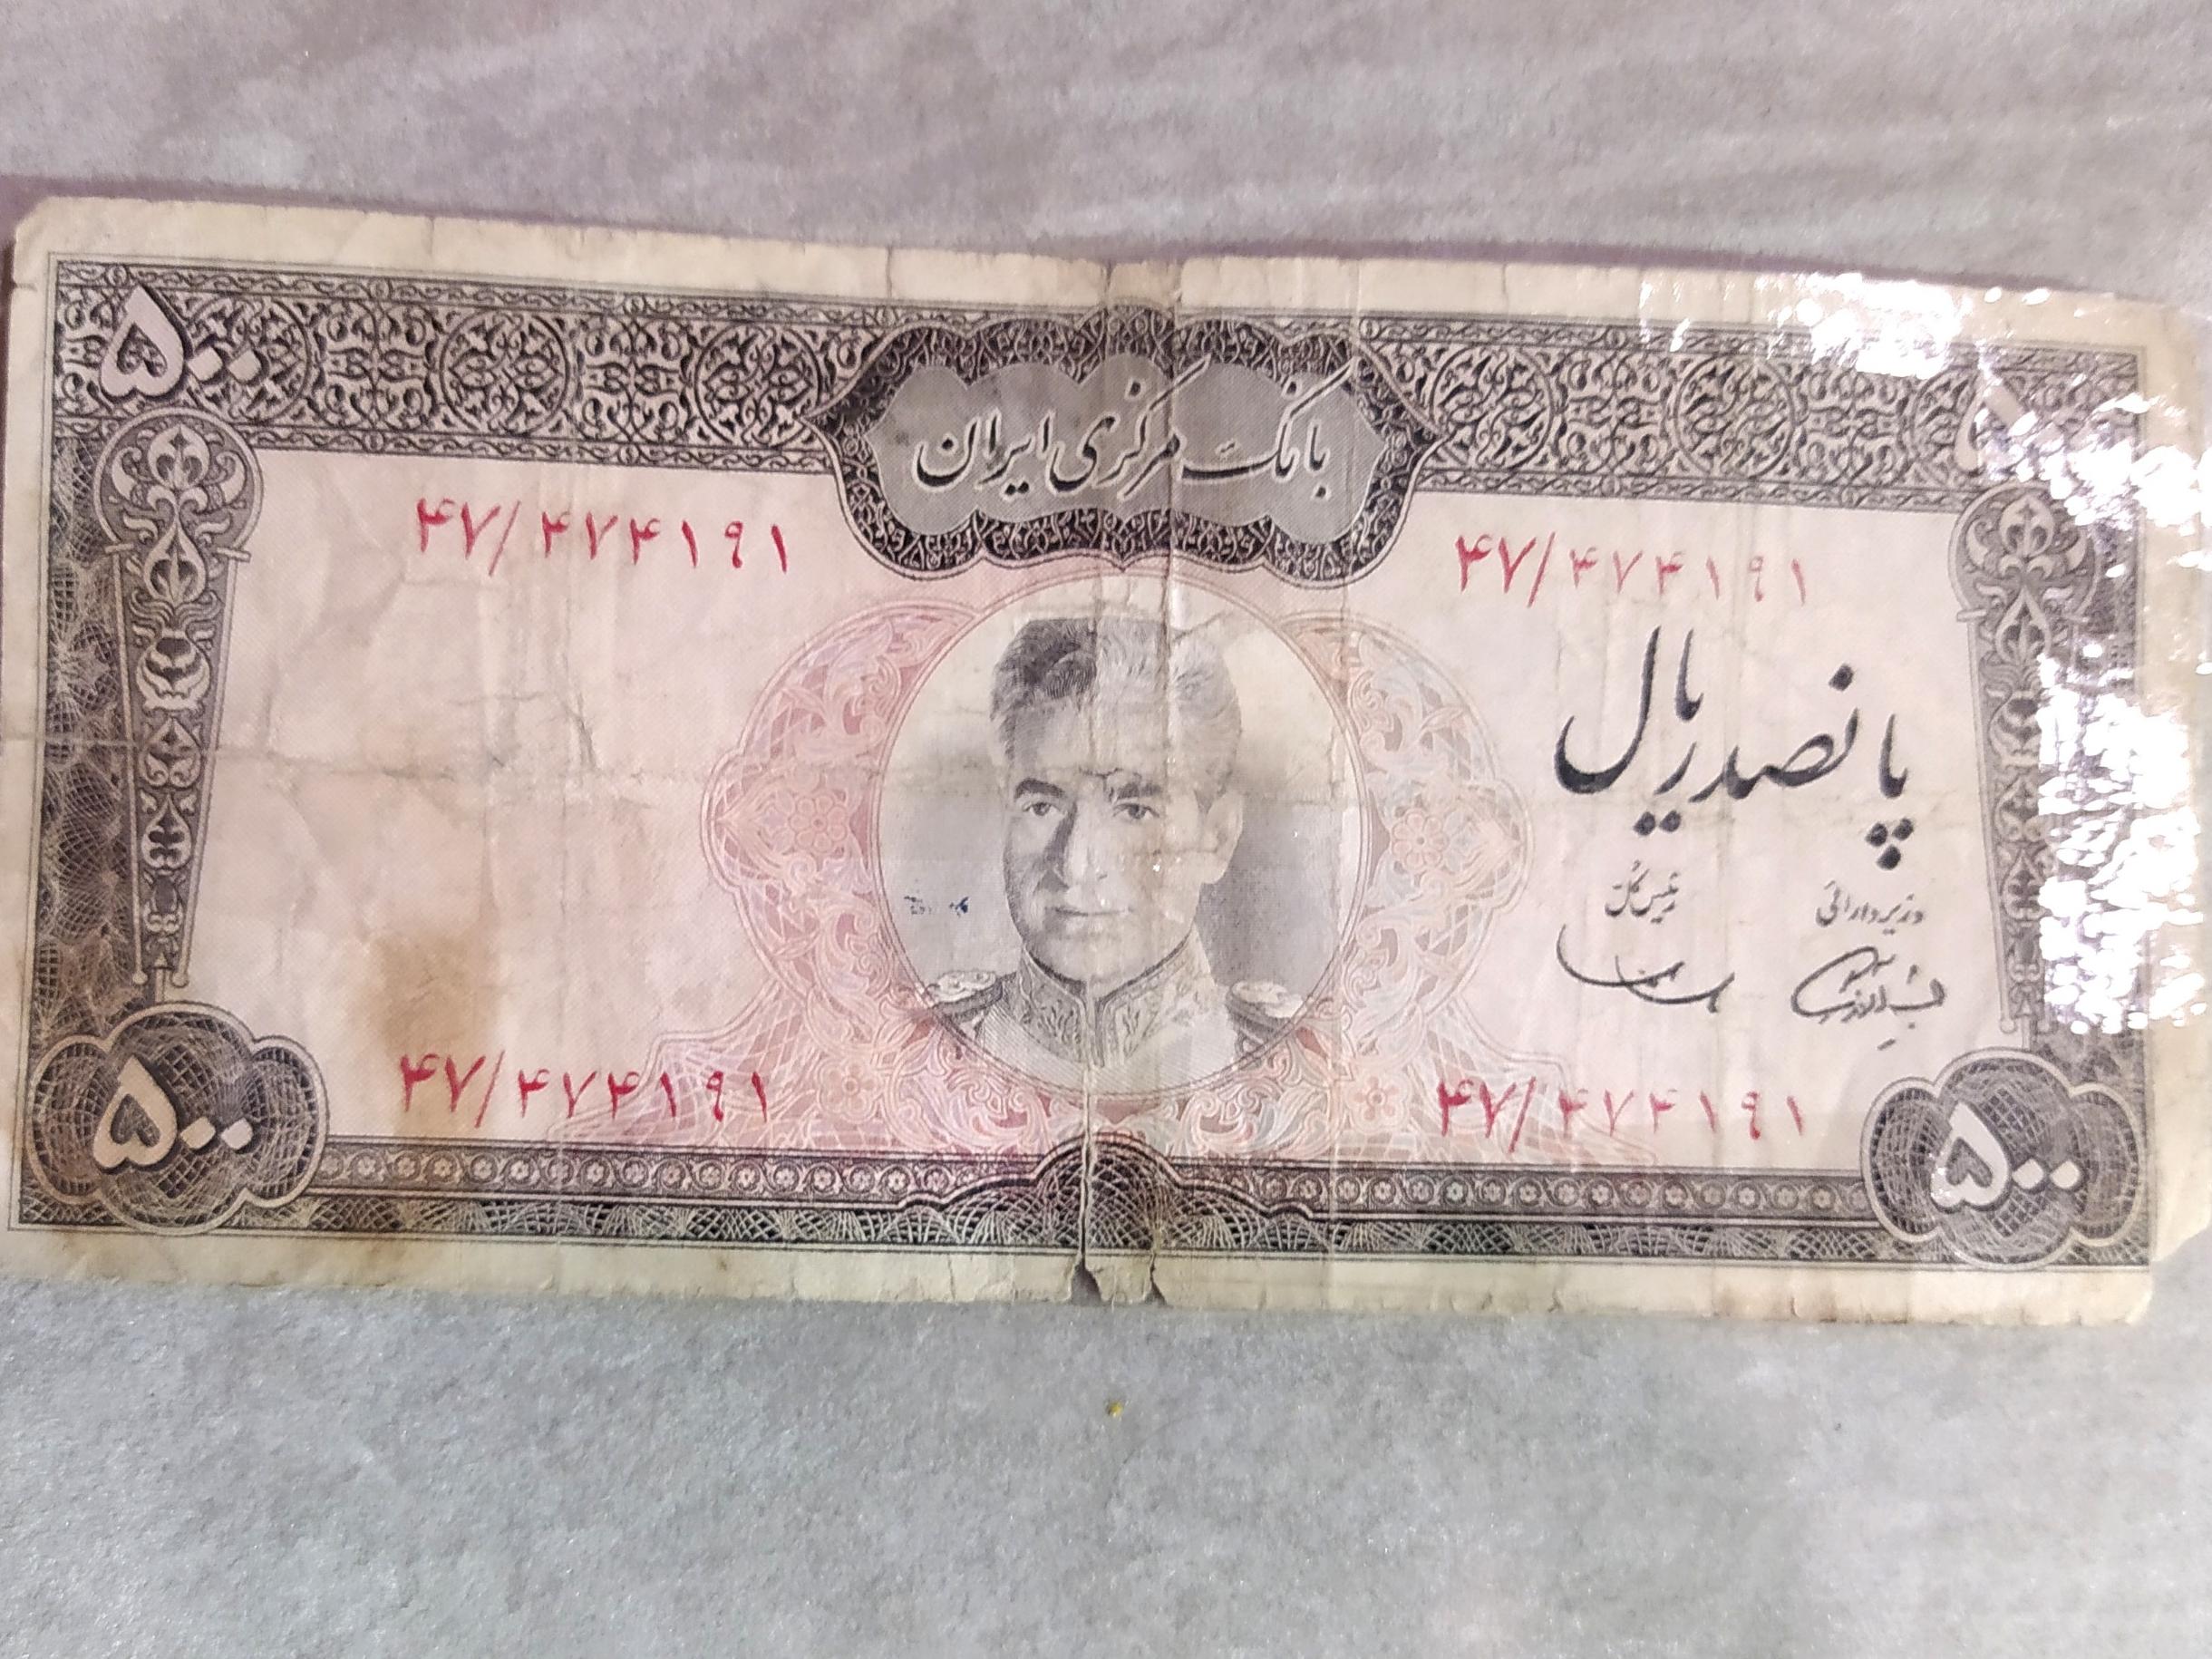 ۵۰۰
بانک مرکزی ایران
۴۷/۴۷۴۱۹۱
۴۷/۴۷۴۱۹۱
پانصد ریال
وزیر دارائی
رئیس کل
۴۷/۴۷۴۱۹۱
۴۷/۴۷۴۱۹۱
۵۰۰
۵۰۰